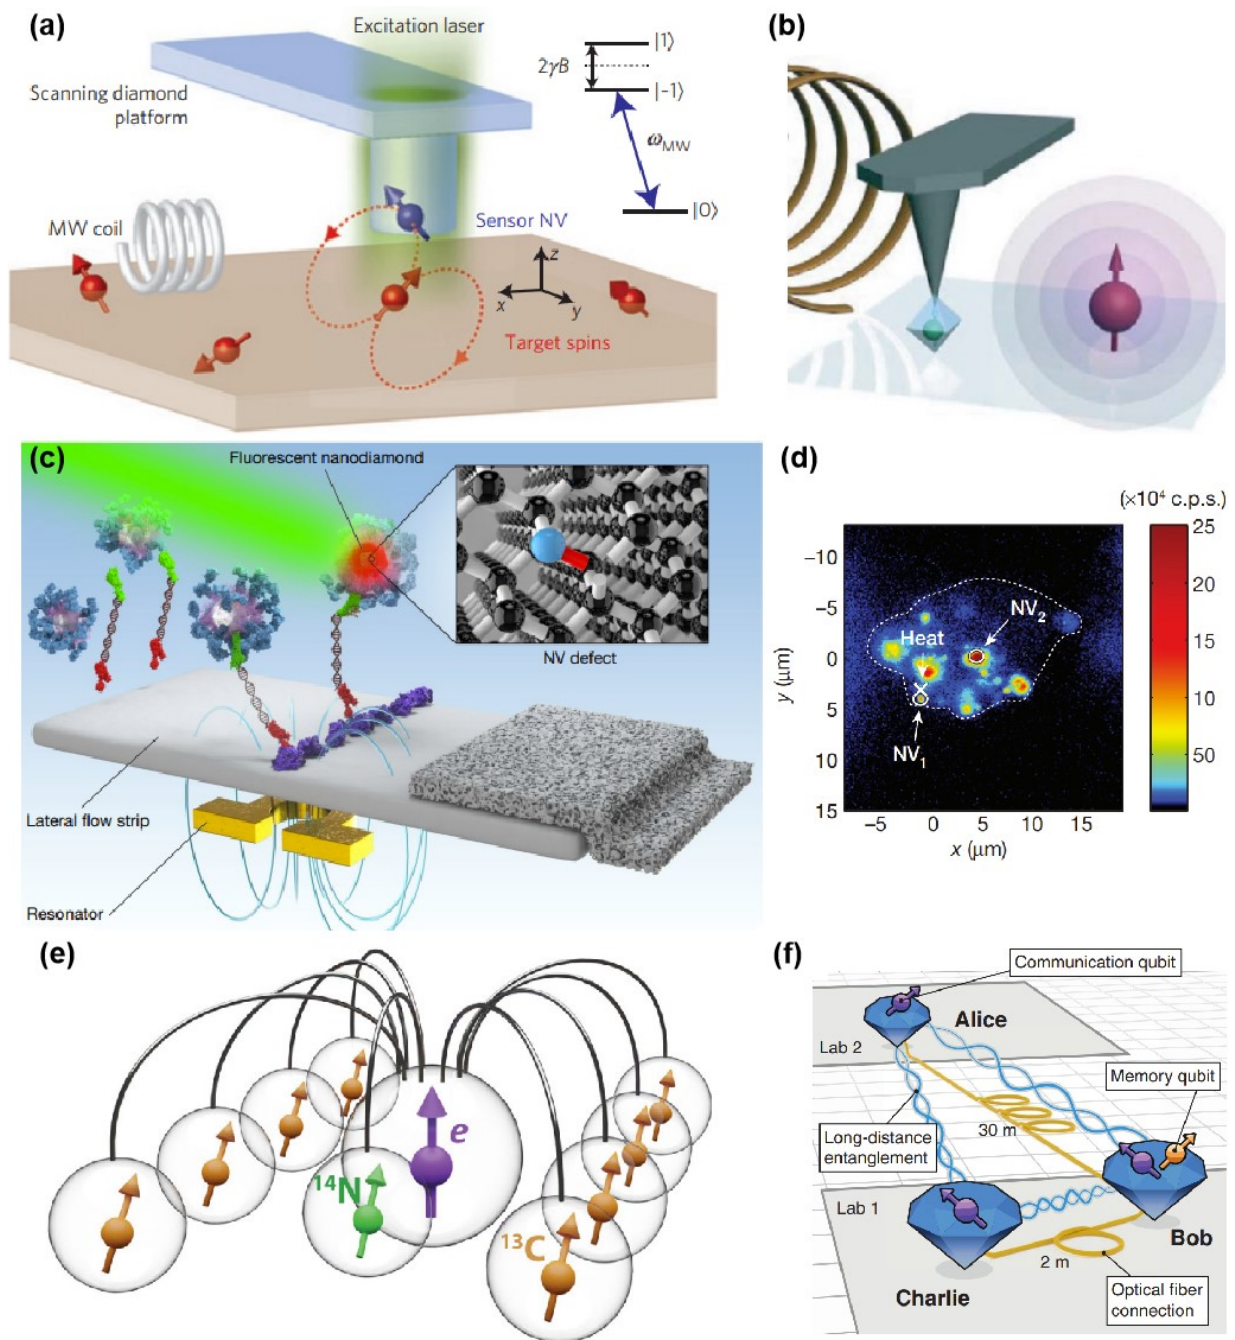 (a)
Excitation laser
Scanning diamond
platform
MW coil
Sensor NV
Target spins
z
x
y
|1⟩
2γB
|-1⟩
ωMW
|0⟩
(b)
(c)
Fluorescent nanodiamond
NV defect
Lateral flow strip
Resonator
(d)
(×10⁴ c.p.s.)
25
20
15
10
50
-10
-5
0
5
10
15
y (μm)
-5
0
5
10
15
x (μm)
Heat
NV₂
NV₁
(e)
e
¹⁴N
¹³C
(f)
Communication qubit
Alice
Lab 2
Memory qubit
30 m
Long-distance
entanglement
Lab 1
Bob
2 m
Charlie
Optical fiber
connection